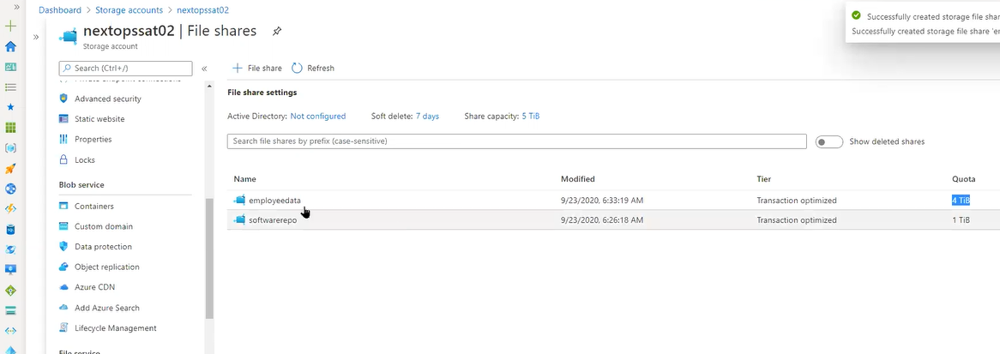 Dashboard > Storage accounts > nextopssat02
Successfully created storage file shar
Successfully created storage file share 'e
nextopssat02 | File shares
Storage account
Search (Ctrl+/)
Advanced security
Static website
Properties
Locks
Blob service
Containers
Custom domain
Data protection
Object replication
Azure CDN
Add Azure Search
Lifecycle Management
File service
File share Refresh
File share settings
Active Directory: Not configured Soft delete: 7 days Share capacity: 5 TiB
Search file shares by prefix (case-sensitive)
Show deleted shares
Name Modified Tier Quota
employeedata 9/23/2020, 6:33:19 AM Transaction optimized 4 TiB
softwarerepo 9/23/2020, 6:26:18 AM Transaction optimized 1 TiB